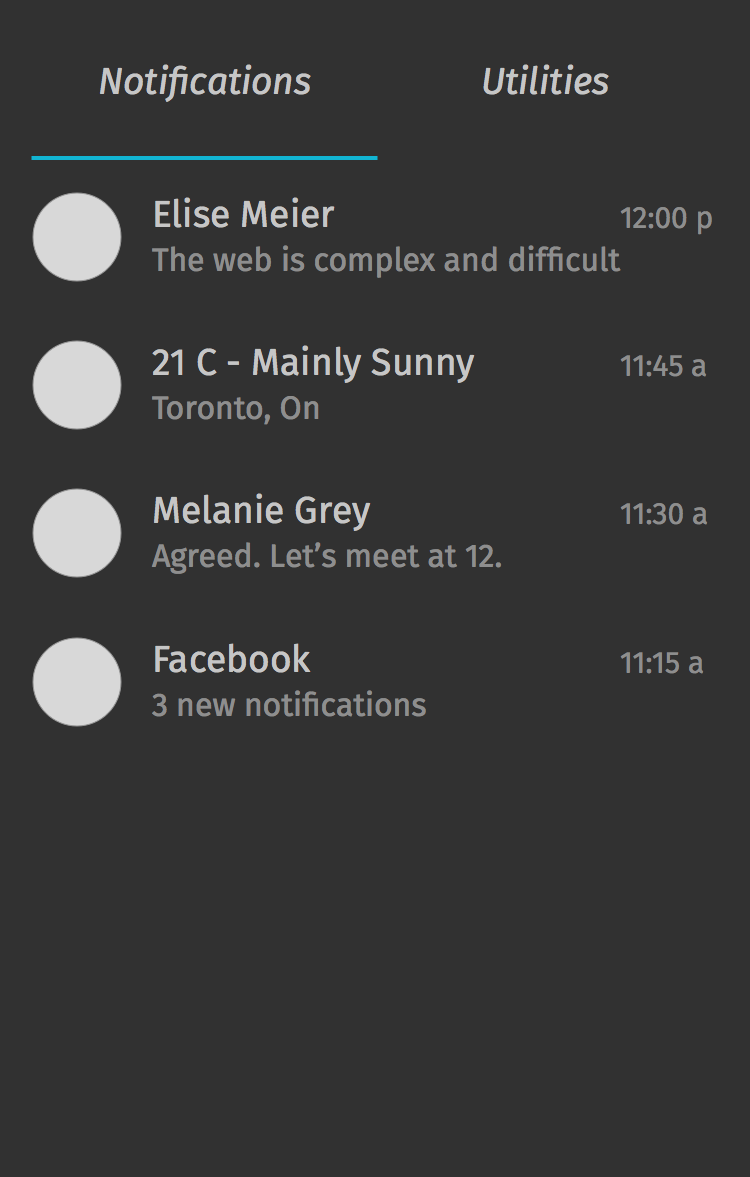 Notifications Utilities
Elise Meier 12:00 p
The web is complex and difficult
21 C - Mainly Sunny 11:45 a
Toronto, On
Melanie Grey 11:30 a
Agreed. Let’s meet at 12.
Facebook 11:15 a
3 new notifications